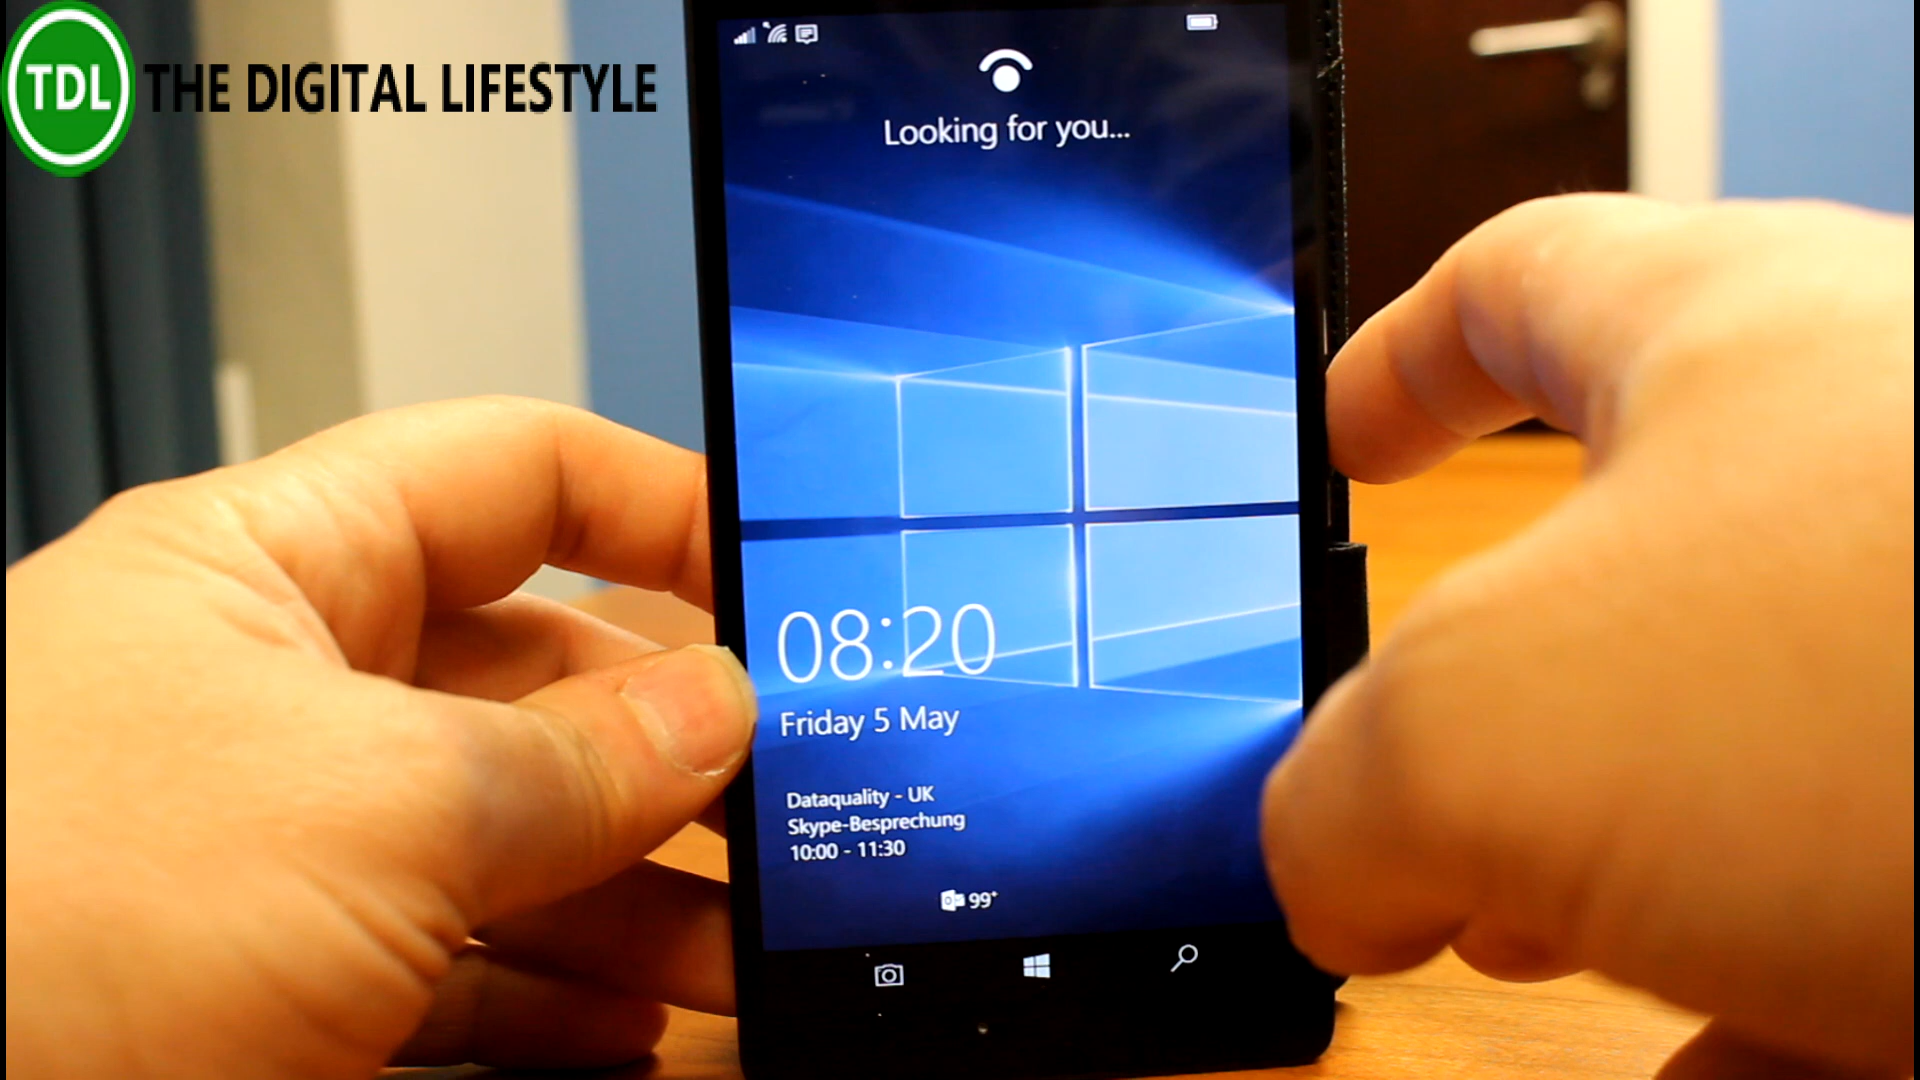 TDL THE DIGITAL LIFESTYLE
Looking for you...
08:20
Friday 5 May
Dataquality - UK
Skype-Besprechung
10:00 - 11:30
99+